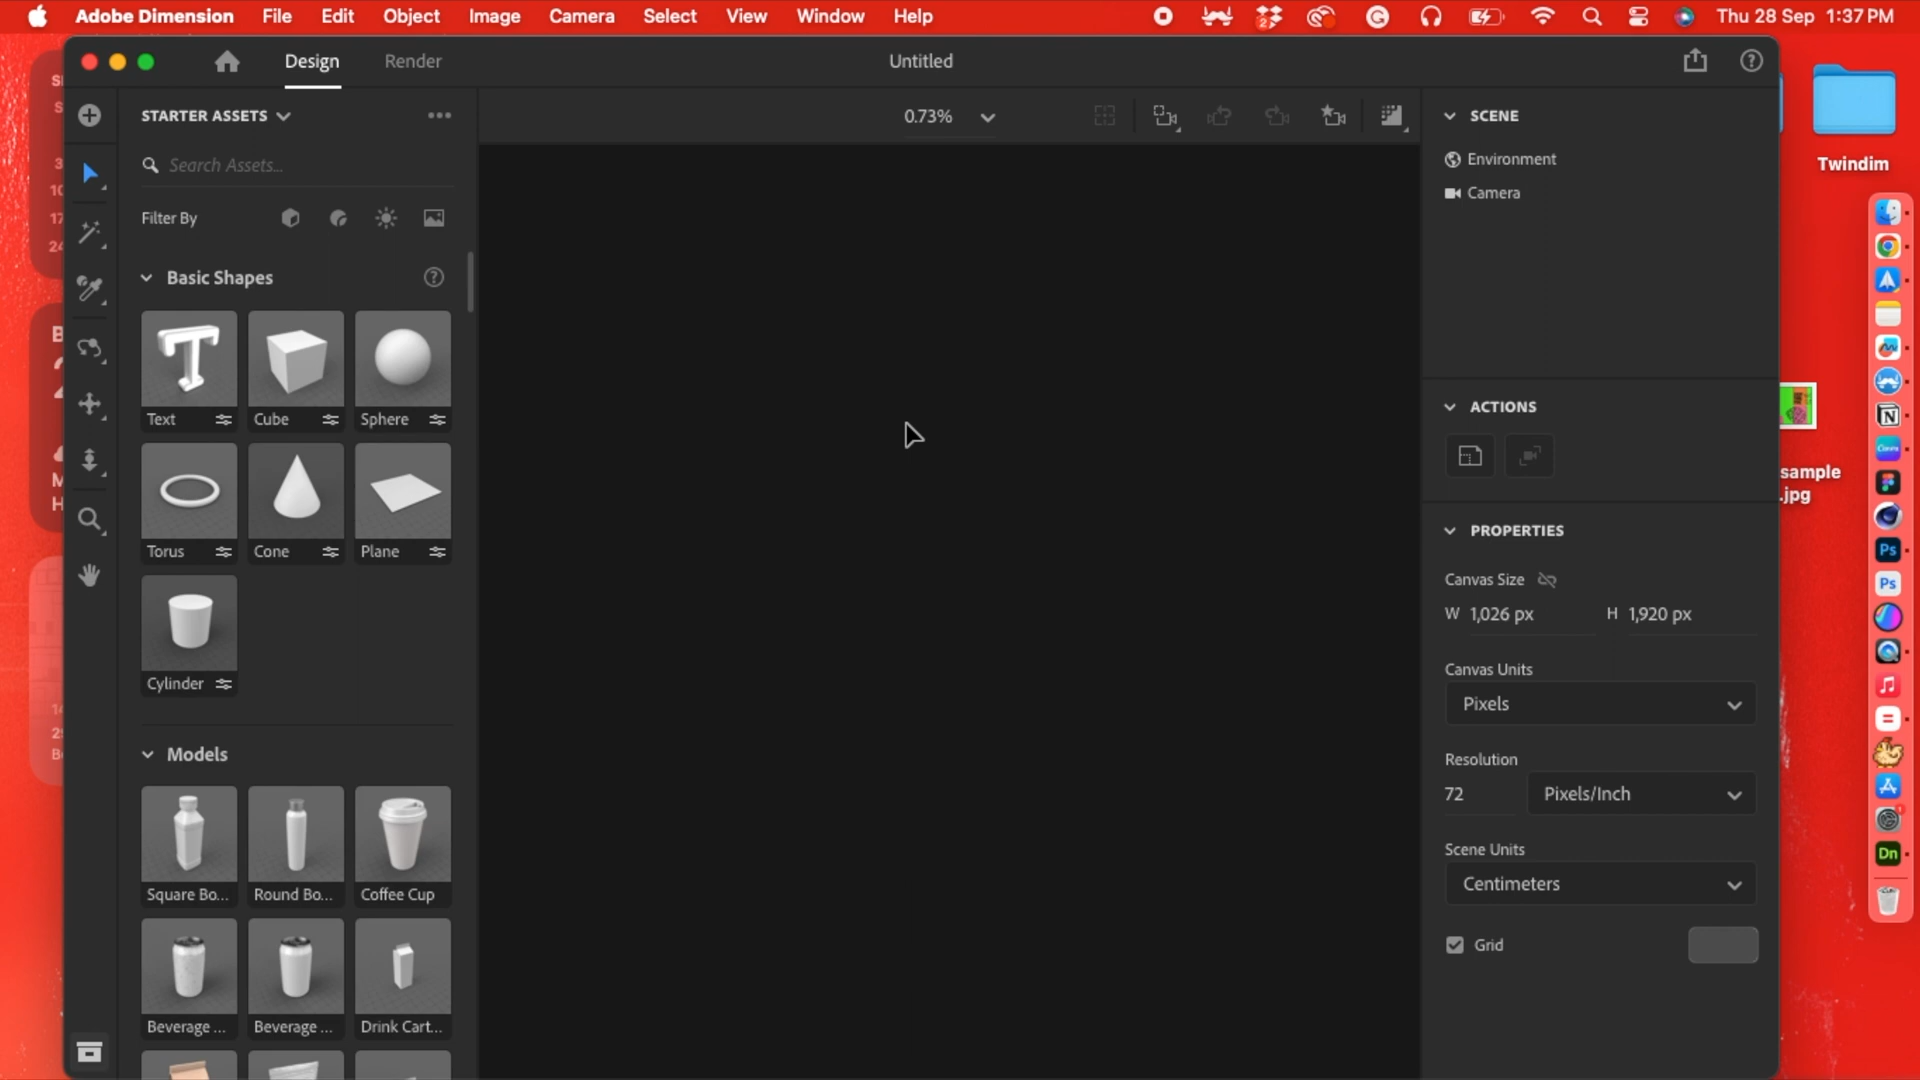 Adobe Dimension File Edit Object Image Camera Select View Window Help Thu 28 Sep 1:37 PM
Design Render Untitled
STARTER ASSETS
0.73%
Search Assets...
Filter By
Basic Shapes
Text Cube Sphere
Torus Cone Plane
Cylinder
Models
Square Bo... Round Bo... Coffee Cup
Beverage ... Beverage ... Drink Cart...
SCENE
Environment
Camera
ACTIONS
PROPERTIES
Canvas Size
W 1,026 px H 1,920 px
Canvas Units
Pixels
Resolution
72 Pixels/Inch
Scene Units
Centimeters
Grid
Twindim
sample
.jpg
Ps
Ps
Dn